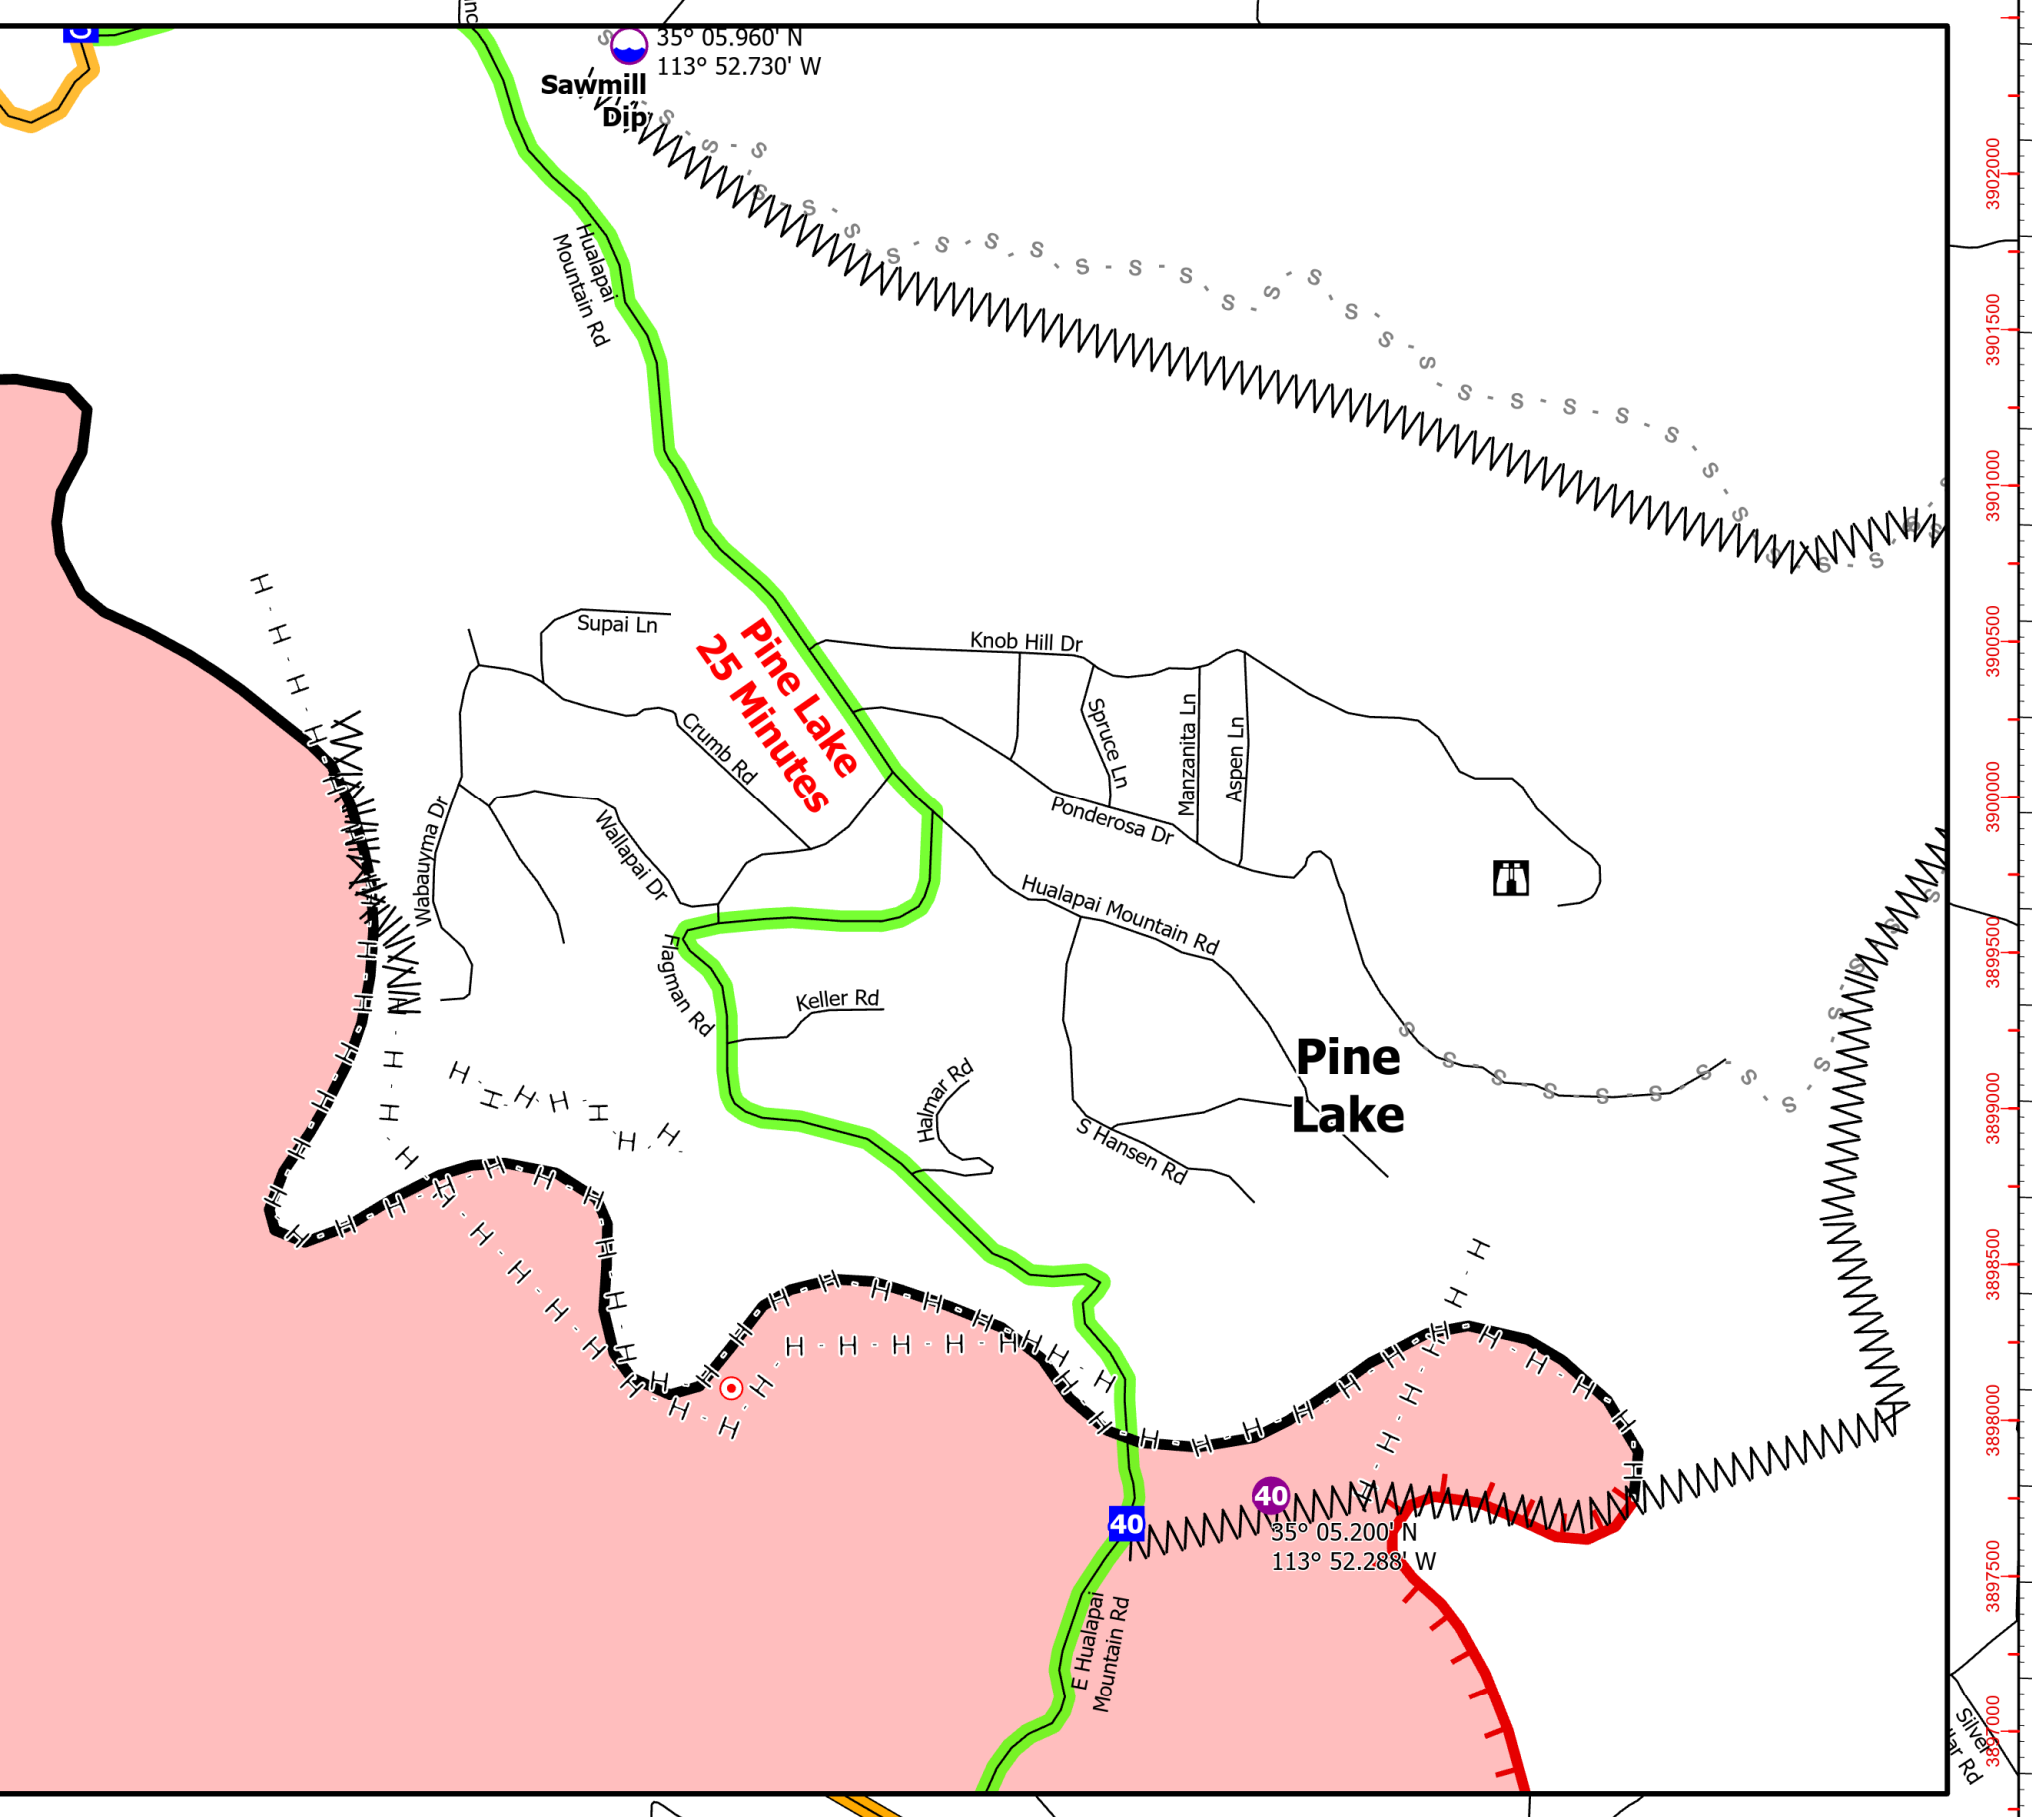 35° 05.960' N
113° 52.730' W
Sawmill
Dip
Hualapai
Mountain Rd
3902000
3901500
3901000
3900500
3900000
3899500
3899000
3898500
3898000
3897500
3897000
Supai Ln
Knob Hill Dr
Pine Lake
25 Minutes
Crumb Rd
Spruce Ln
Manzanita Ln
Aspen Ln
Ponderosa Dr
Wabauyma Dr
Wallapai Dr
Hualapai Mountain Rd
Flagman Rd
Keller Rd
Halmar Rd
Pine
Lake
S Hansen Rd
40
40
35° 05.200' N
113° 52.288' W
E Hualapai
Mountain Rd
Silver
Rd